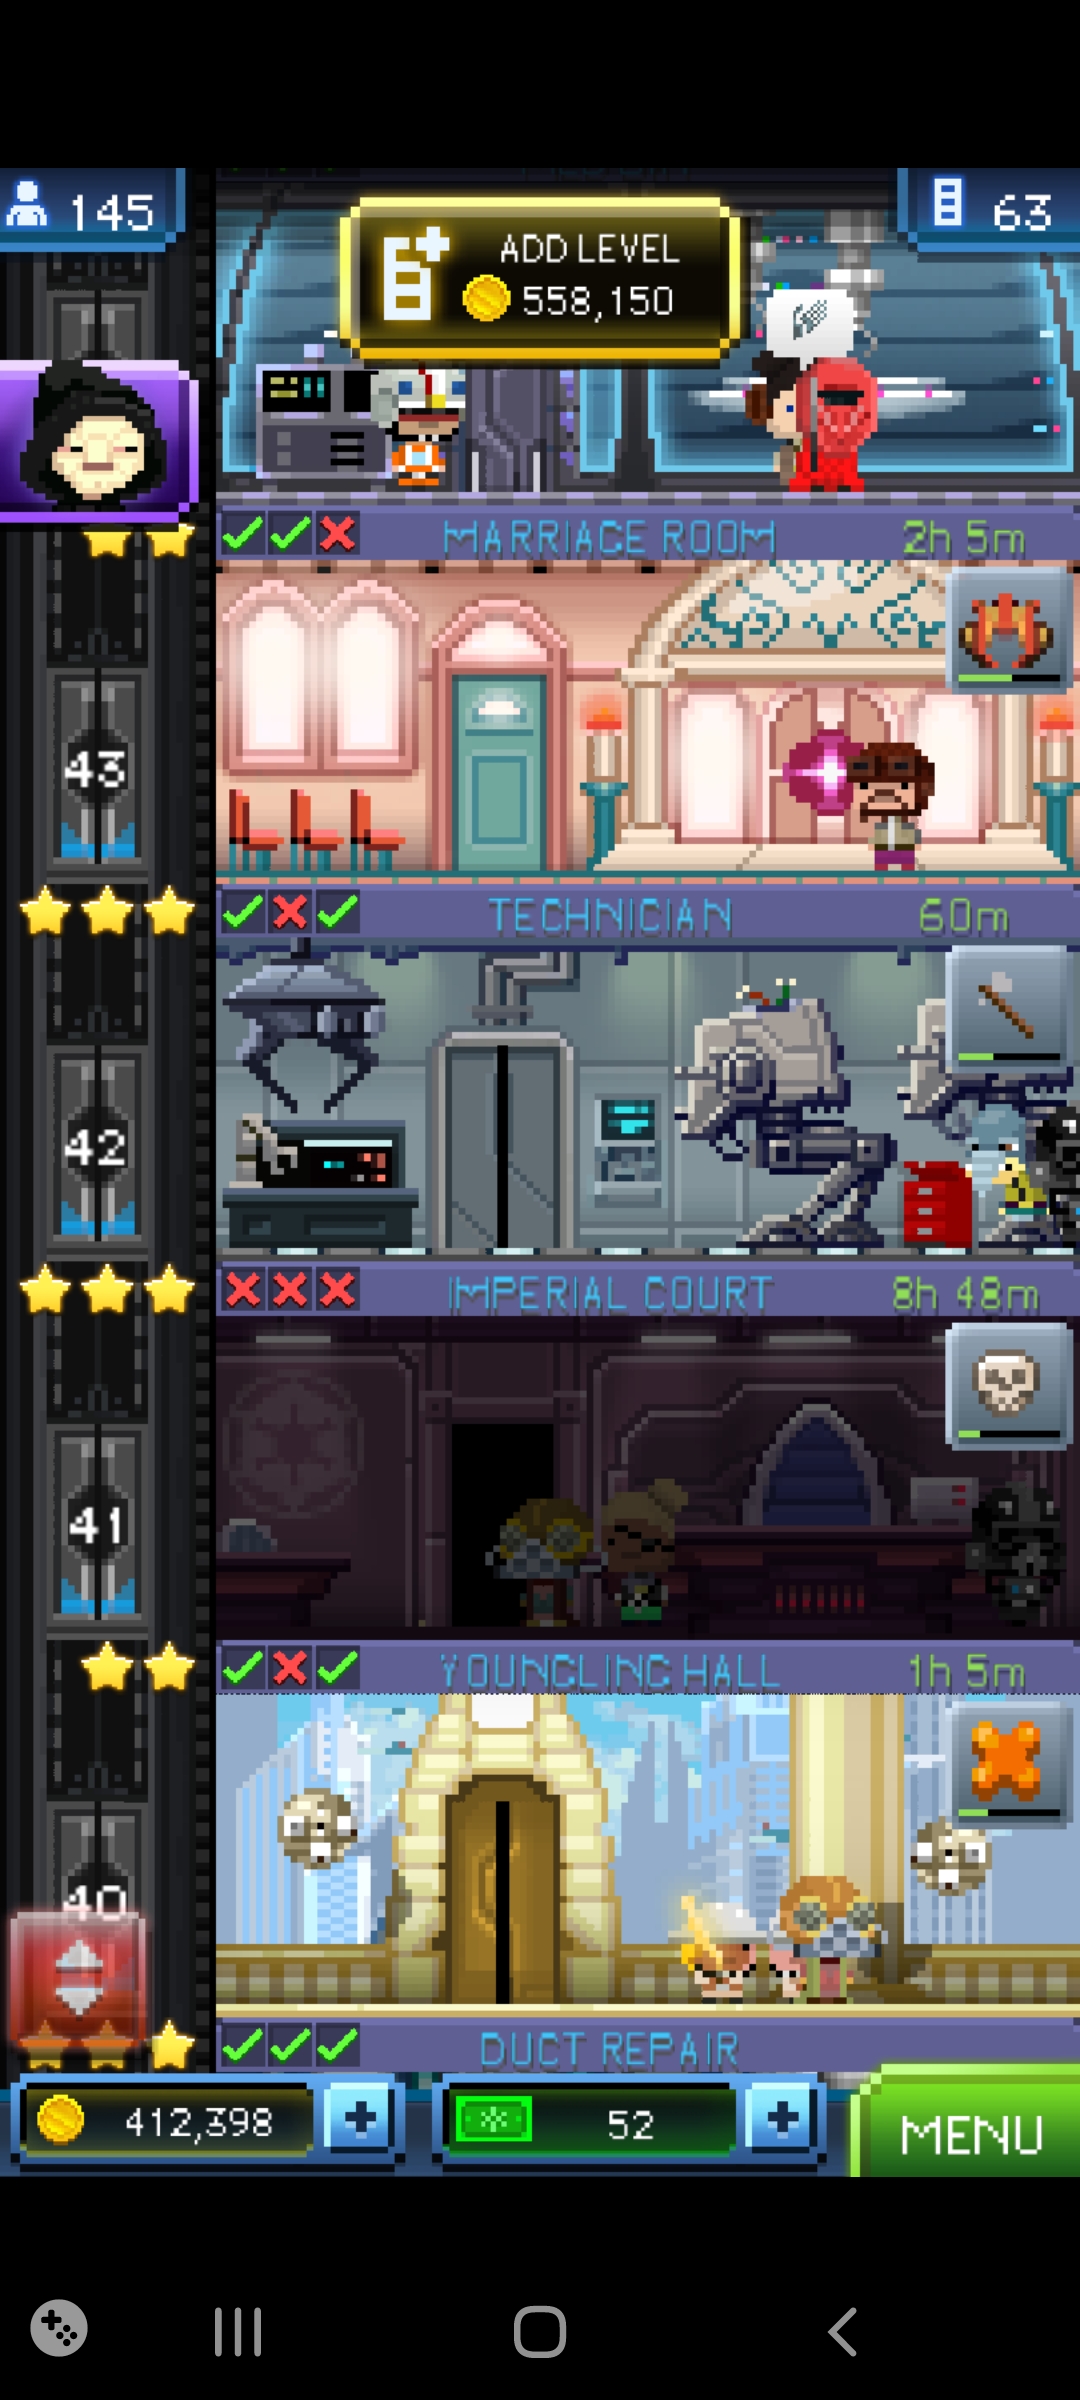 145
63
ADD LEVEL
558,150
MARRIAGE ROOM 2h 5m
43
TECHNICIAN 60m
42
IMPERIAL COURT 8h 48m
41
YOUNGLING HALL 1h 5m
40
DUCT REPAIR
412,398
52
MENU